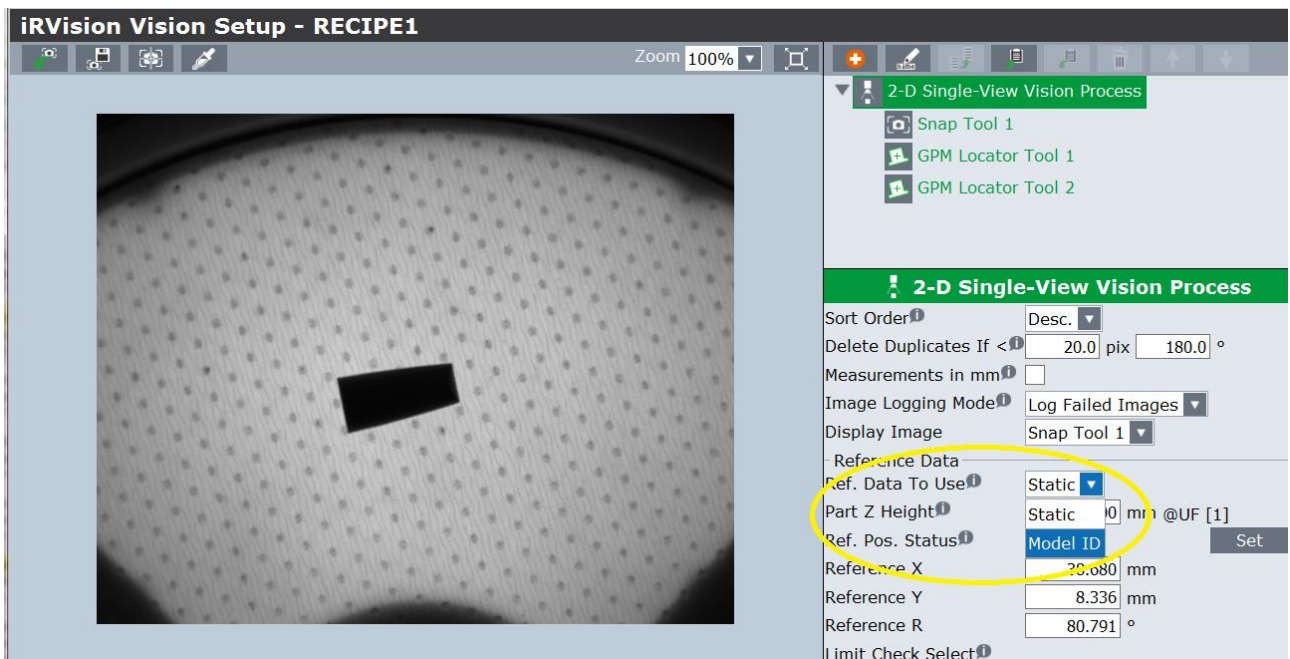 iRVision Vision Setup - RECIPE1
Zoom 100%
2-D Single-View Vision Process
Snap Tool 1
GPM Locator Tool 1
GPM Locator Tool 2
2-D Single-View Vision Process
Sort Order Desc.
Delete Duplicates If < 20.0 pix 180.0 °
Measurements in mm
Image Logging Mode Log Failed Images
Display Image Snap Tool 1
Reference Data
Ref. Data To Use Static
Part Z Height Static mm @UF [1]
Ref. Pos. Status Model ID Set
Reference X 38.680 mm
Reference Y 8.336 mm
Reference R 80.791 °
Limit Check Select